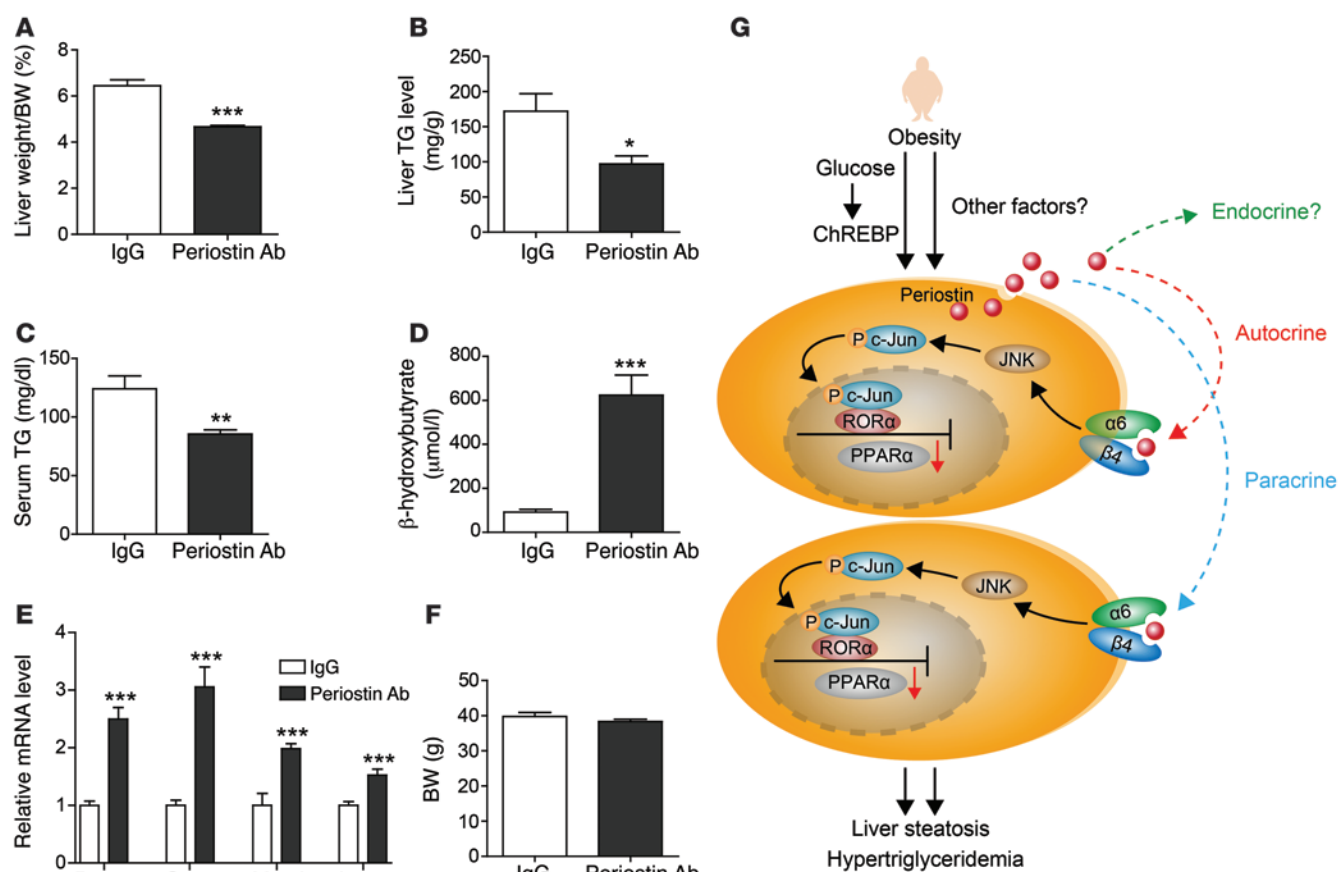 A
Liver weight/BW (%)
8
6
4
2
0
***
IgG
Periostin Ab
B
Liver TG level
(mg/g)
250
200
150
100
50
0
*
IgG
Periostin Ab
C
Serum TG (mg/dl)
150
100
50
0
**
IgG
Periostin Ab
D
β-hydroxybutyrate
(μmol/l)
800
600
400
200
0
***
IgG
Periostin Ab
E
Relative mRNA level
4
3
2
1
0
***
***
***
***
IgG
Periostin Ab
F
BW (g)
50
40
30
20
10
0
IgG
Periostin Ab
G
Obesity
Glucose
ChREBP
Other factors?
Endocrine?
Periostin
Autocrine
P
c-Jun
JNK
P
c-Jun
RORα
PPARα
α6
β4
Paracrine
P
c-Jun
JNK
P
c-Jun
RORα
PPARα
α6
β4
Liver steatosis
Hypertriglyceridemia